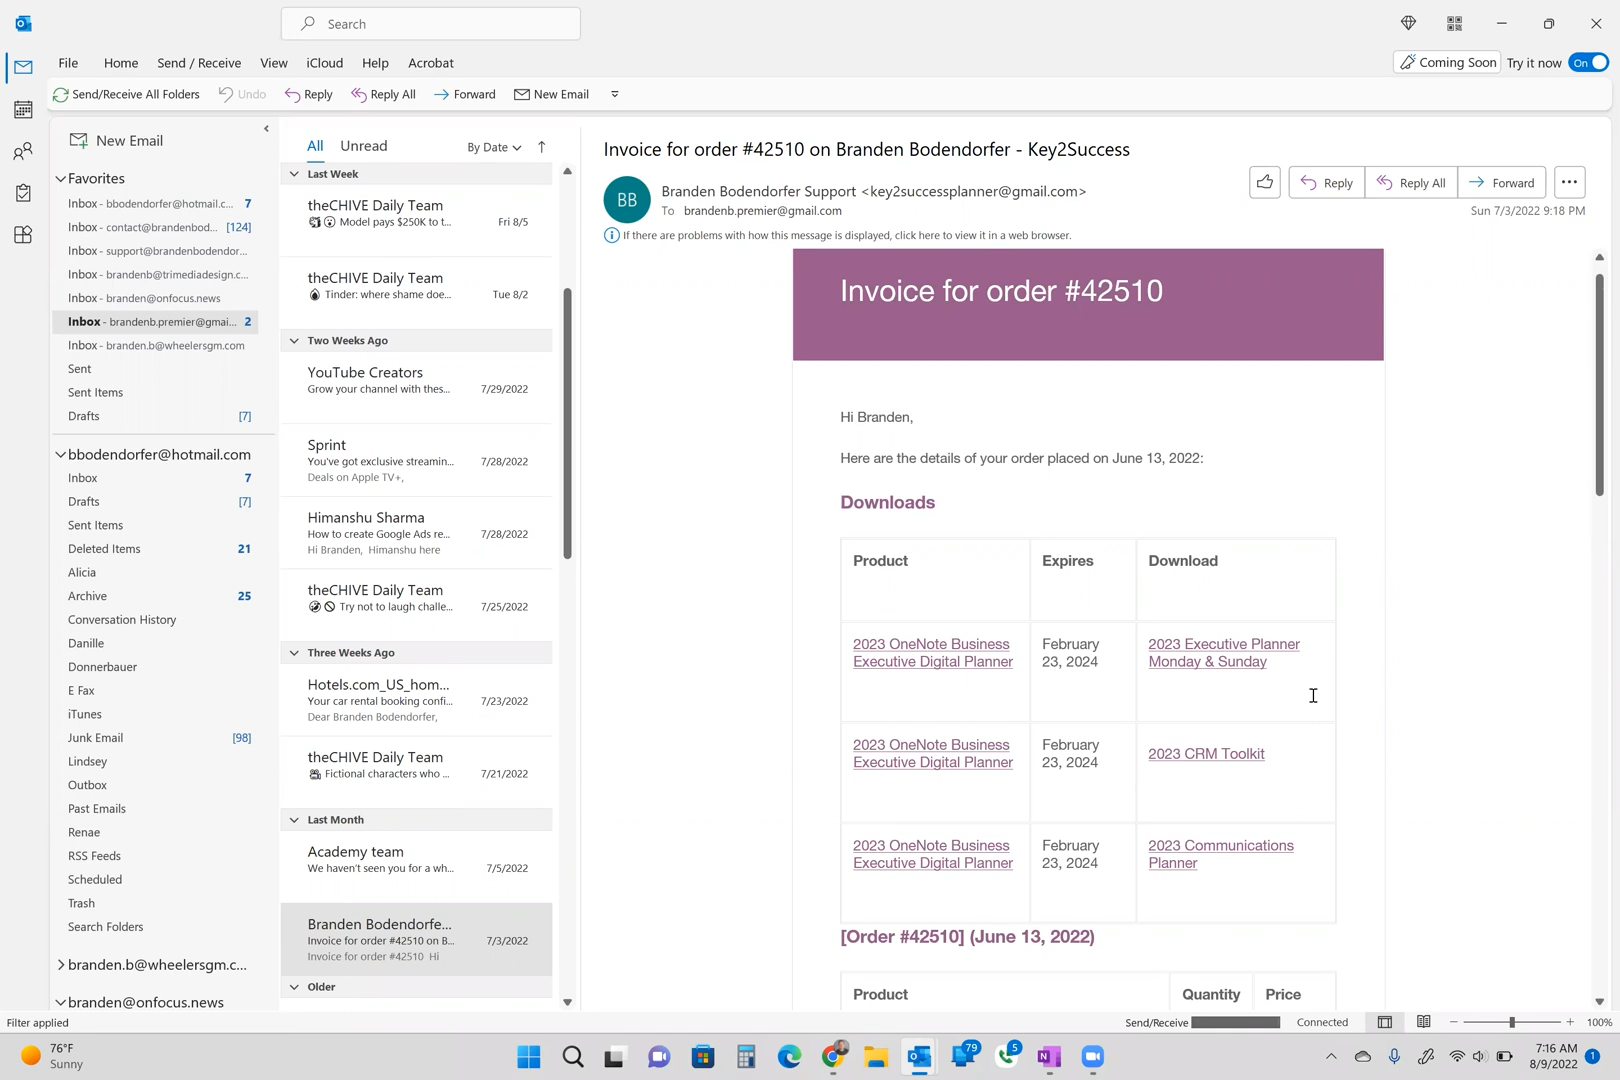 Search
File Home Send / Receive View iCloud Help Acrobat
Coming Soon Try it now On
Send/Receive All Folders Undo Reply Reply All Forward New Email
New Email
Favorites
Inbox - bbodendorfer@hotmail.c... 7
Inbox - contact@brandenbod... [124]
Inbox - support@brandenbodendor...
Inbox - brandenb@trimediadesign.c...
Inbox - branden@onfocus.news
Inbox - brandenb.premier@gmai... 2
Inbox - branden.b@wheelersgm.com
Sent
Sent Items
Drafts [7]
bbodendorfer@hotmail.com
Inbox 7
Drafts [7]
Sent Items
Deleted Items 21
Alicia
Archive 25
Conversation History
Danille
Donnerbauer
E Fax
iTunes
Junk Email [98]
Lindsey
Outbox
Past Emails
Renae
RSS Feeds
Scheduled
Trash
Search Folders
branden.b@wheelersgm.c...
branden@onfocus.news
All Unread By Date
Last Week
theCHIVE Daily Team
Model pays $250K to t... Fri 8/5
theCHIVE Daily Team
Tinder: where shame doe... Tue 8/2
Two Weeks Ago
YouTube Creators
Grow your channel with thes... 7/29/2022
Sprint
You've got exclusive streamin... 7/28/2022
Deals on Apple TV+,
Himanshu Sharma
How to create Google Ads re... 7/28/2022
Hi Branden, Himanshu here
theCHIVE Daily Team
Try not to laugh challe... 7/25/2022
Three Weeks Ago
Hotels.com_US_hom...
Your car rental booking confi... 7/23/2022
Dear Branden Bodendorfer,
theCHIVE Daily Team
Fictional characters who ... 7/21/2022
Last Month
Academy team
We haven't seen you for a wh... 7/5/2022
Branden Bodendorfe...
Invoice for order #42510 on B... 7/3/2022
Invoice for order #42510 Hi
Older
Invoice for order #42510 on Branden Bodendorfer - Key2Success
BB
Branden Bodendorfer Support <key2successplanner@gmail.com>
To brandenb.premier@gmail.com
Reply Reply All Forward
Sun 7/3/2022 9:18 PM
If there are problems with how this message is displayed, click here to view it in a web browser.
Invoice for order #42510
Hi Branden,
Here are the details of your order placed on June 13, 2022:
Downloads
Product Expires Download
2023 OneNote Business February 2023 Executive Planner
Executive Digital Planner 23, 2024 Monday & Sunday
2023 OneNote Business February 2023 CRM Toolkit
Executive Digital Planner 23, 2024
2023 OneNote Business February 2023 Communications
Executive Digital Planner 23, 2024 Planner
[Order #42510] (June 13, 2022)
Product Quantity Price
Filter applied
Send/Receive Connected 100%
76°F
Sunny
79
5
N
7:16 AM
8/9/2022
1